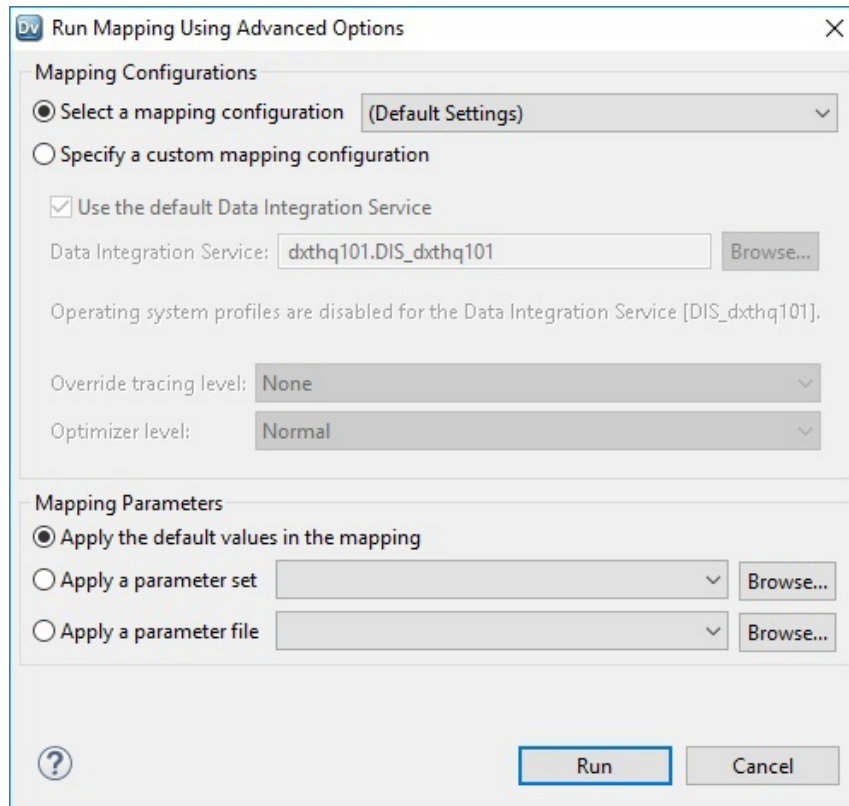 Dv Run Mapping Using Advanced Options
Mapping Configurations
Select a mapping configuration (Default Settings)
Specify a custom mapping configuration
Use the default Data Integration Service
Data Integration Service: dxthq101.DIS_dxthq101 Browse...
Operating system profiles are disabled for the Data Integration Service [DIS_dxthq101].
Override tracing level: None
Optimizer level: Normal
Mapping Parameters
Apply the default values in the mapping
Apply a parameter set Browse...
Apply a parameter file Browse...
? Run Cancel